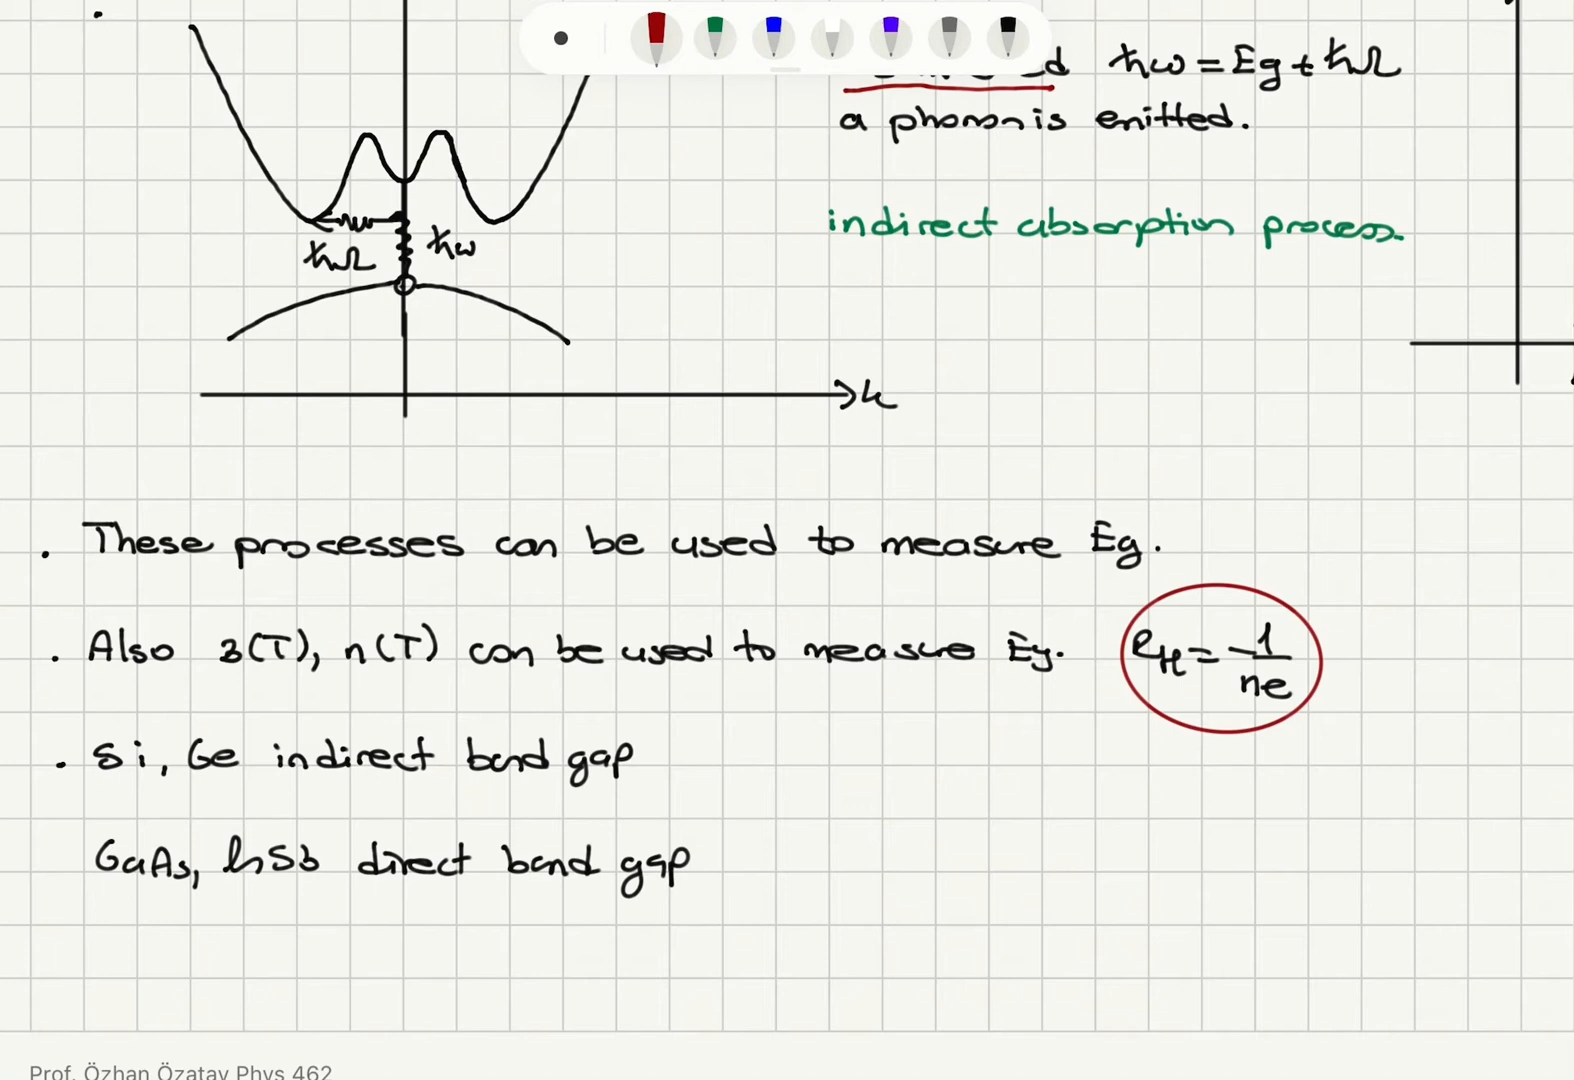 ħω = Eg + ħΩ
a phonon is emitted.
indirect absorption process.
ħΩ
ħω
k
. These processes can be used to measure Eg.
. Also 3(T), n(T) can be used to measure Eg.
R_H = -1/ne
. Si, Ge indirect band gap
GaAs, InSb direct band gap
Prof. Özhan Özatay Phys 462